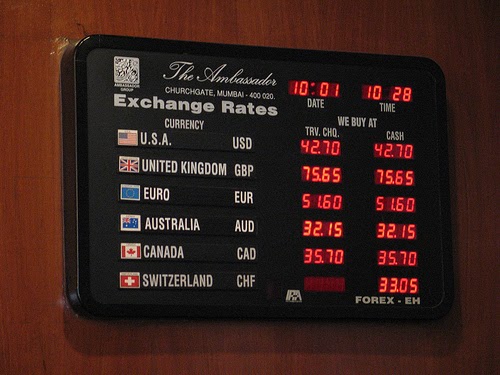 AMBASSADOR
GROUP
The Ambassador
CHURCHGATE, MUMBAI - 400 020.
Exchange Rates
10:01 10 28
DATE TIME
CURRENCY WE BUY AT
TRV. CHQ. CASH
U.S.A. USD 42.70 42.70
UNITED KINGDOM GBP 75.65 75.65
EURO EUR 51.60 51.60
AUSTRALIA AUD 32.15 32.15
CANADA CAD 35.70 35.70
SWITZERLAND CHF 33.05
FOREX - EH